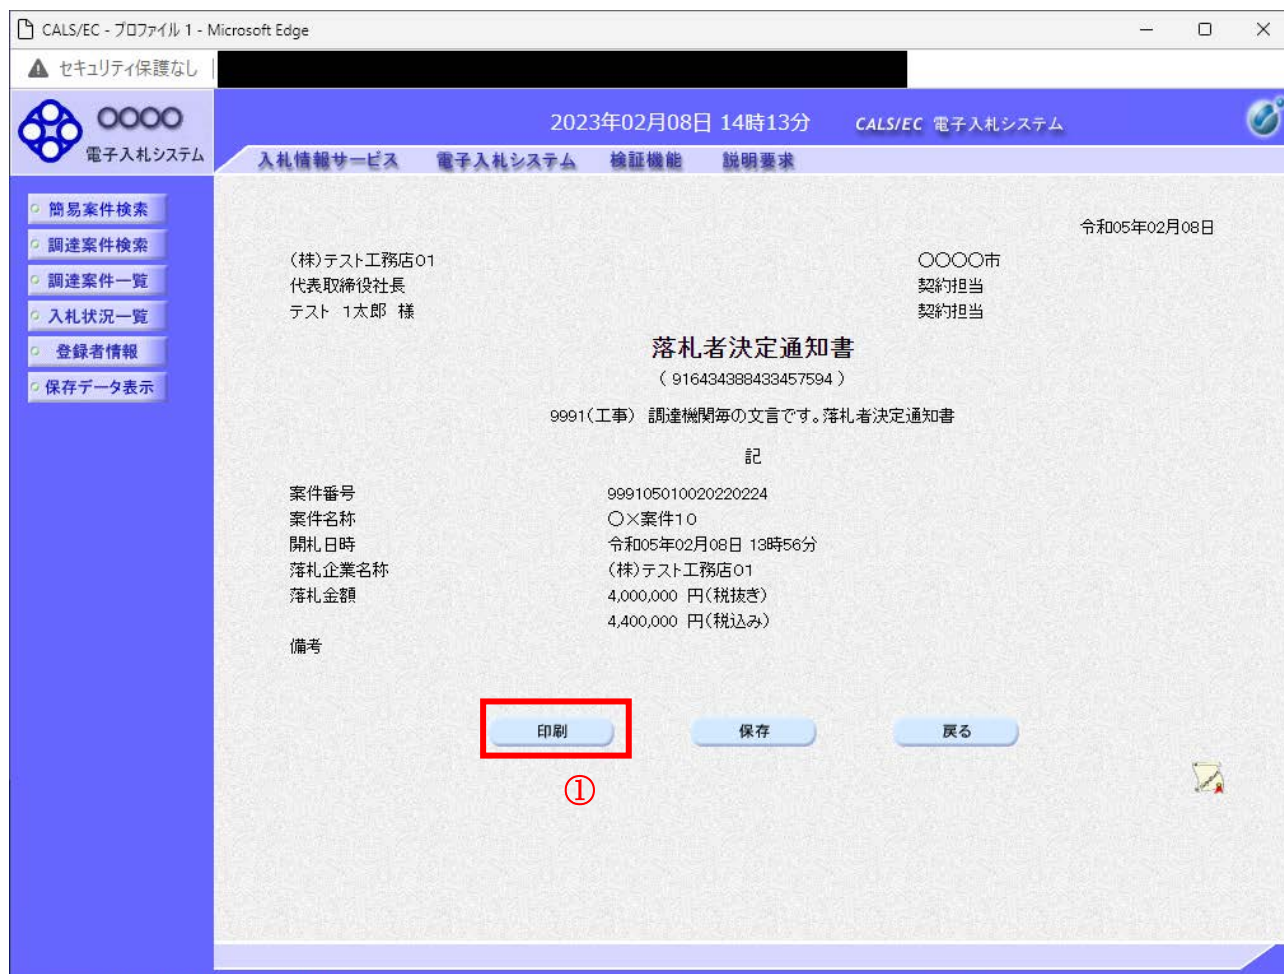 CALS/EC - プロファイル 1 - Microsoft Edge
セキュリティ保護なし
〇〇〇〇
電子入札システム
2023年02月08日 14時13分 CALS/EC 電子入札システム
入札情報サービス 電子入札システム 検証機能 説明要求
簡易案件検索
調達案件検索
調達案件一覧
入札状況一覧
登録者情報
保存データ表示
令和05年02月08日
(株)テスト工務店01
代表取締役社長
テスト 1太郎 様
〇〇〇〇市
契約担当
契約担当
落札者決定通知書
( 916434388433457594 )
9991(工事) 調達機関毎の文言です。落札者決定通知書
記
案件番号 999105010020220224
案件名称 〇×案件10
開札日時 令和05年02月08日 13時56分
落札企業名称 (株)テスト工務店01
落札金額 4,000,000 円(税抜き)
4,400,000 円(税込み)
備考
印刷 保存 戻る
①